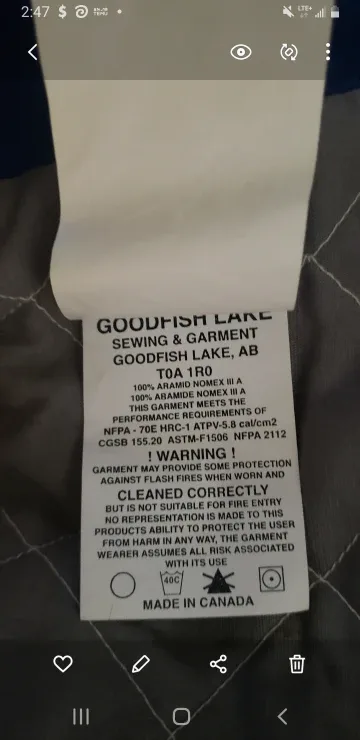 2:47
LTE+
GOODFISH LAKE
SEWING & GARMENT
GOODFISH LAKE, AB
T0A 1R0
100% ARAMID NOMEX III A
100% ARAMIDE NOMEX III A
THIS GARMENT MEETS THE
PERFORMANCE REQUIREMENTS OF
NFPA - 70E HRC-1 ATPV-5.8 cal/cm2
CGSB 155.20 ASTM-F1506 NFPA 2112
! WARNING !
GARMENT MAY PROVIDE SOME PROTECTION
AGAINST FLASH FIRES WHEN WORN AND
CLEANED CORRECTLY
BUT IS NOT SUITABLE FOR FIRE ENTRY
NO REPRESENTATION IS MADE TO THIS
PRODUCTS ABILITY TO PROTECT THE USER
FROM HARM IN ANY WAY, THE GARMENT
WEARER ASSUMES ALL RISK ASSOCIATED
WITH ITS USE
40C
MADE IN CANADA